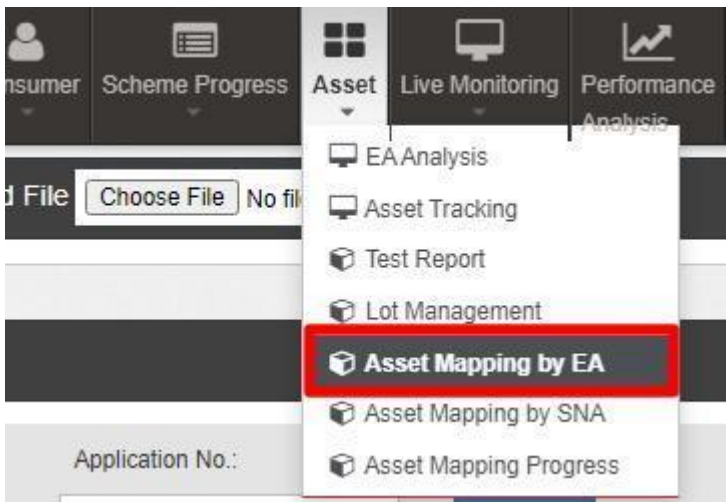 nsumer Scheme Progress Asset Live Monitoring Performance
Analysis
EA Analysis
d File Choose File No fil
Asset Tracking
Test Report
Lot Management
Asset Mapping by EA
Asset Mapping by SNA
Application No.:
Asset Mapping Progress